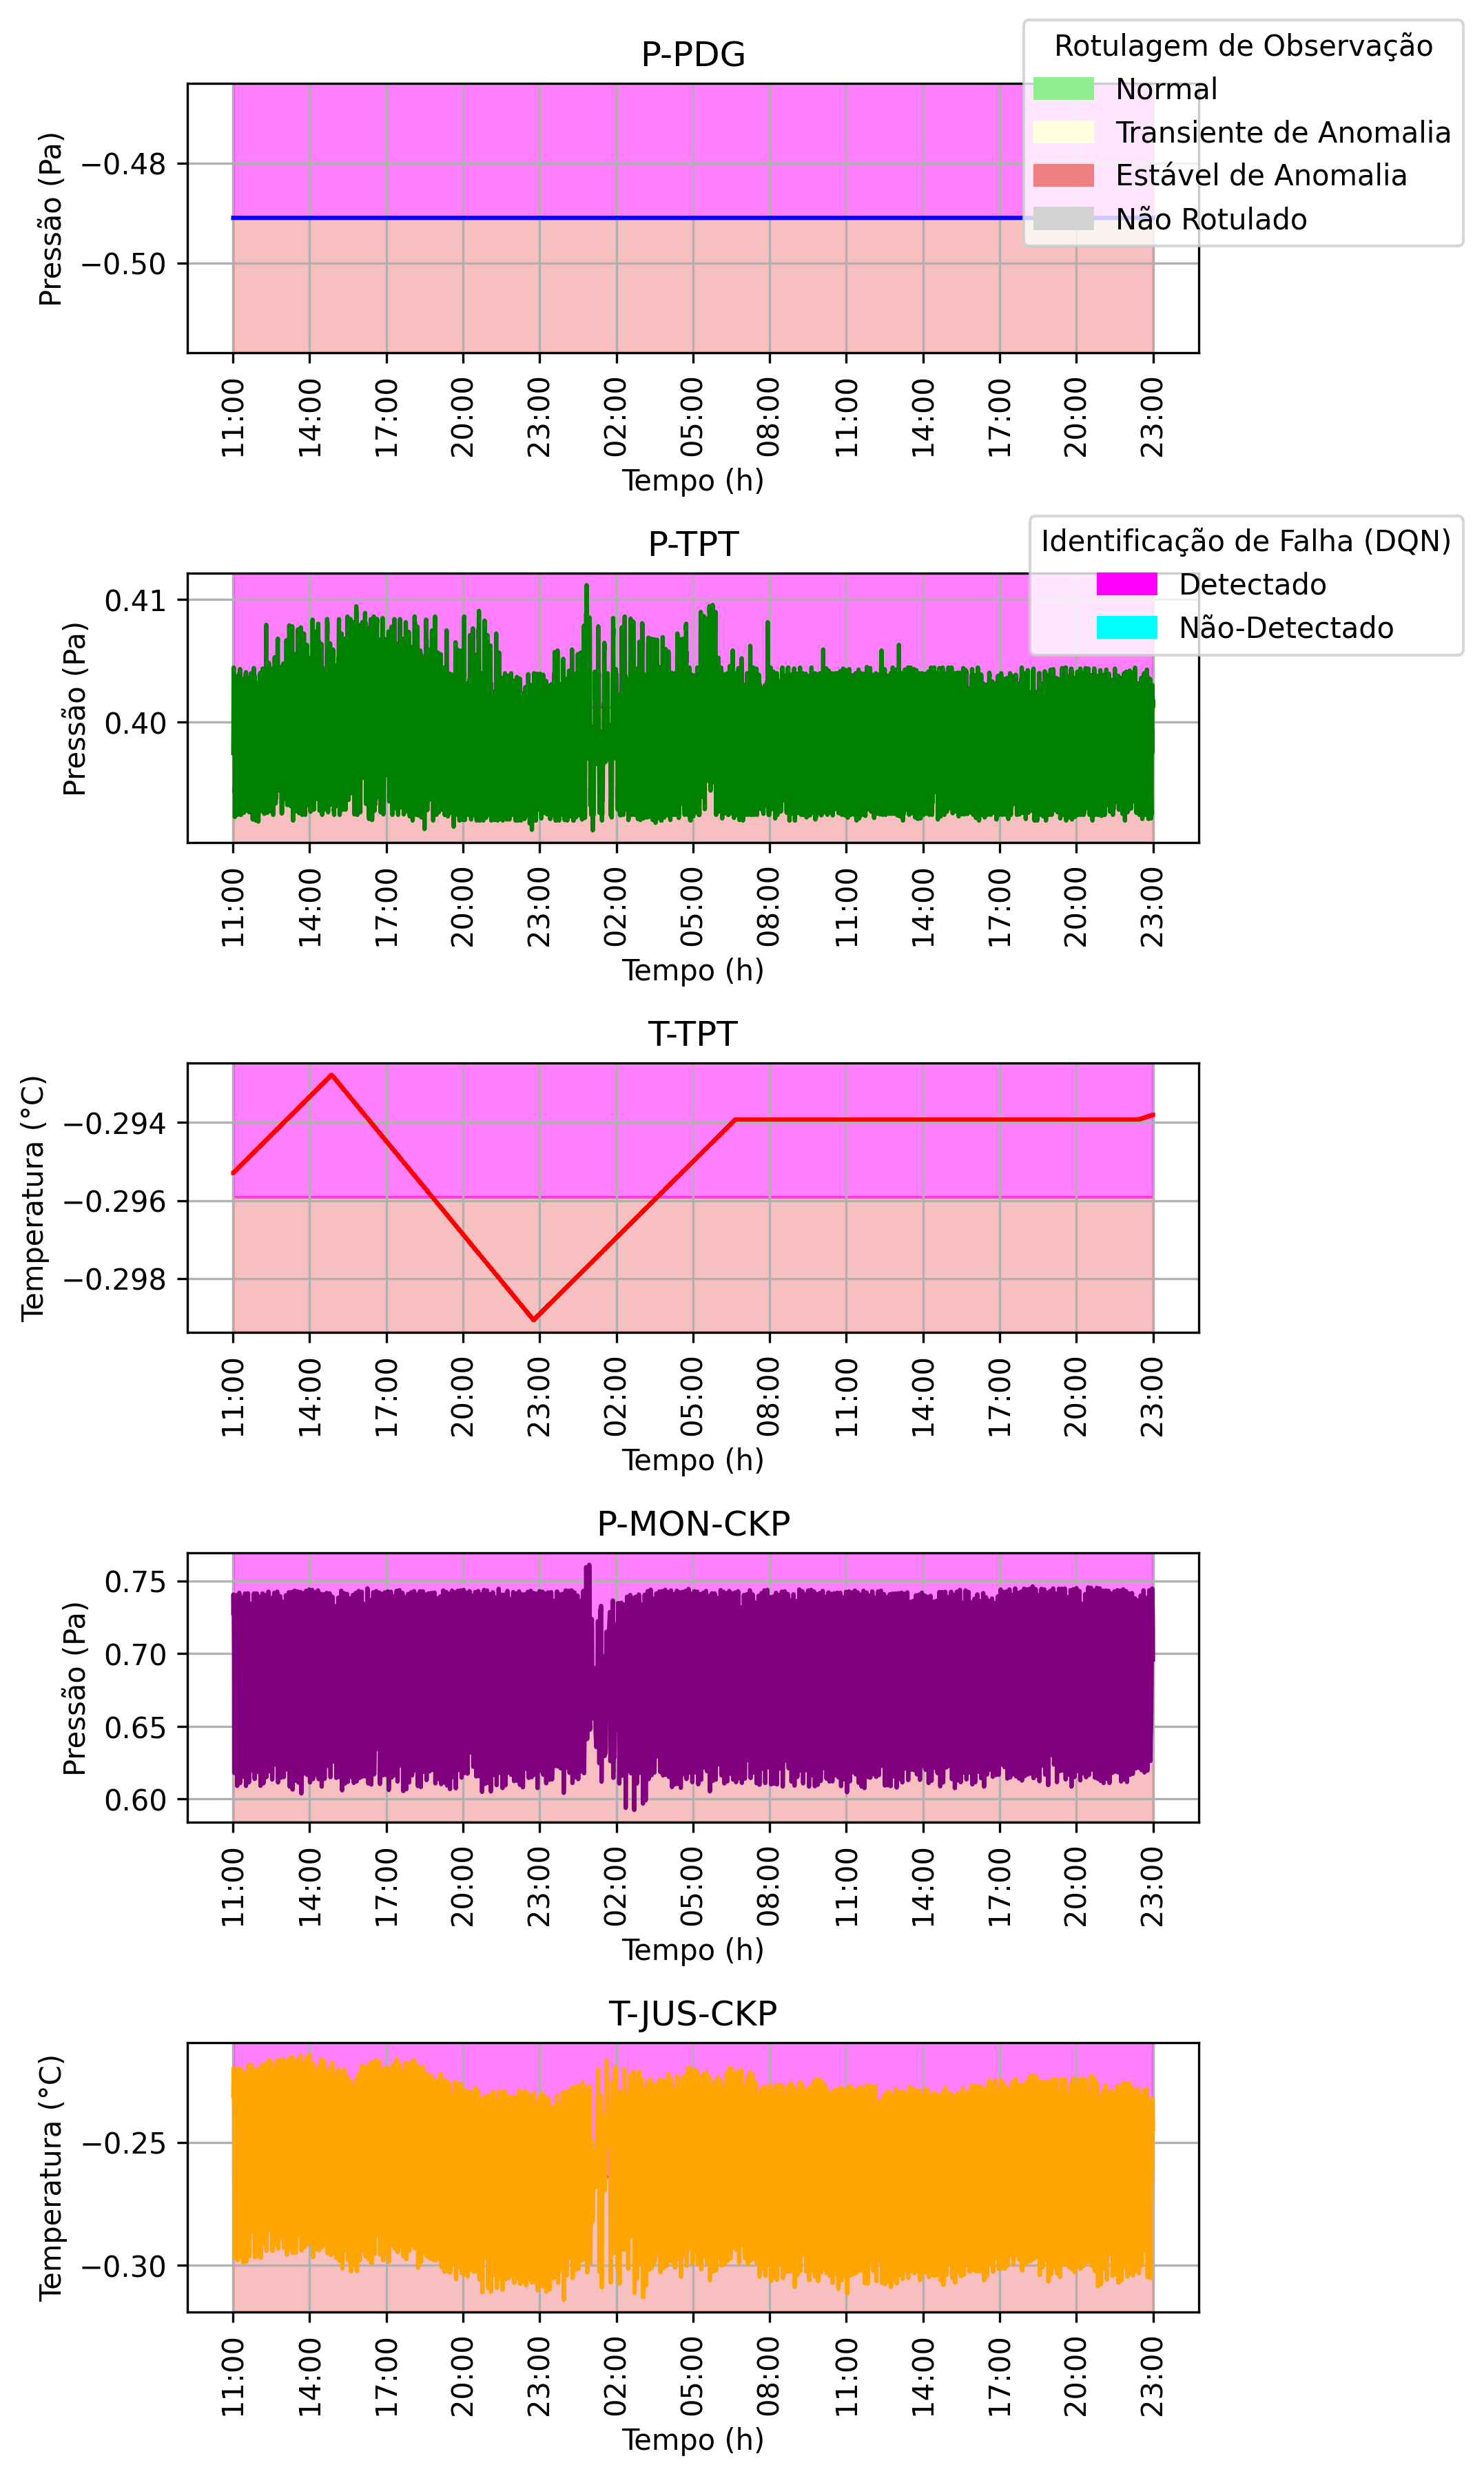 P-PDG
Rotulagem de Observação
Normal
Transiente de Anomalia
Estável de Anomalia
Não Rotulado
Pressão (Pa)
−0.48
−0.50
11:00 14:00 17:00 20:00 23:00 02:00 05:00 08:00 11:00 14:00 17:00 20:00 23:00
Tempo (h)
P-TPT
Identificação de Falha (DQN)
Detectado
Não-Detectado
Pressão (Pa)
0.41
0.40
11:00 14:00 17:00 20:00 23:00 02:00 05:00 08:00 11:00 14:00 17:00 20:00 23:00
Tempo (h)
T-TPT
Temperatura (°C)
−0.294
−0.296
−0.298
11:00 14:00 17:00 20:00 23:00 02:00 05:00 08:00 11:00 14:00 17:00 20:00 23:00
Tempo (h)
P-MON-CKP
Pressão (Pa)
0.75
0.70
0.65
0.60
11:00 14:00 17:00 20:00 23:00 02:00 05:00 08:00 11:00 14:00 17:00 20:00 23:00
Tempo (h)
T-JUS-CKP
Temperatura (°C)
−0.25
−0.30
11:00 14:00 17:00 20:00 23:00 02:00 05:00 08:00 11:00 14:00 17:00 20:00 23:00
Tempo (h)